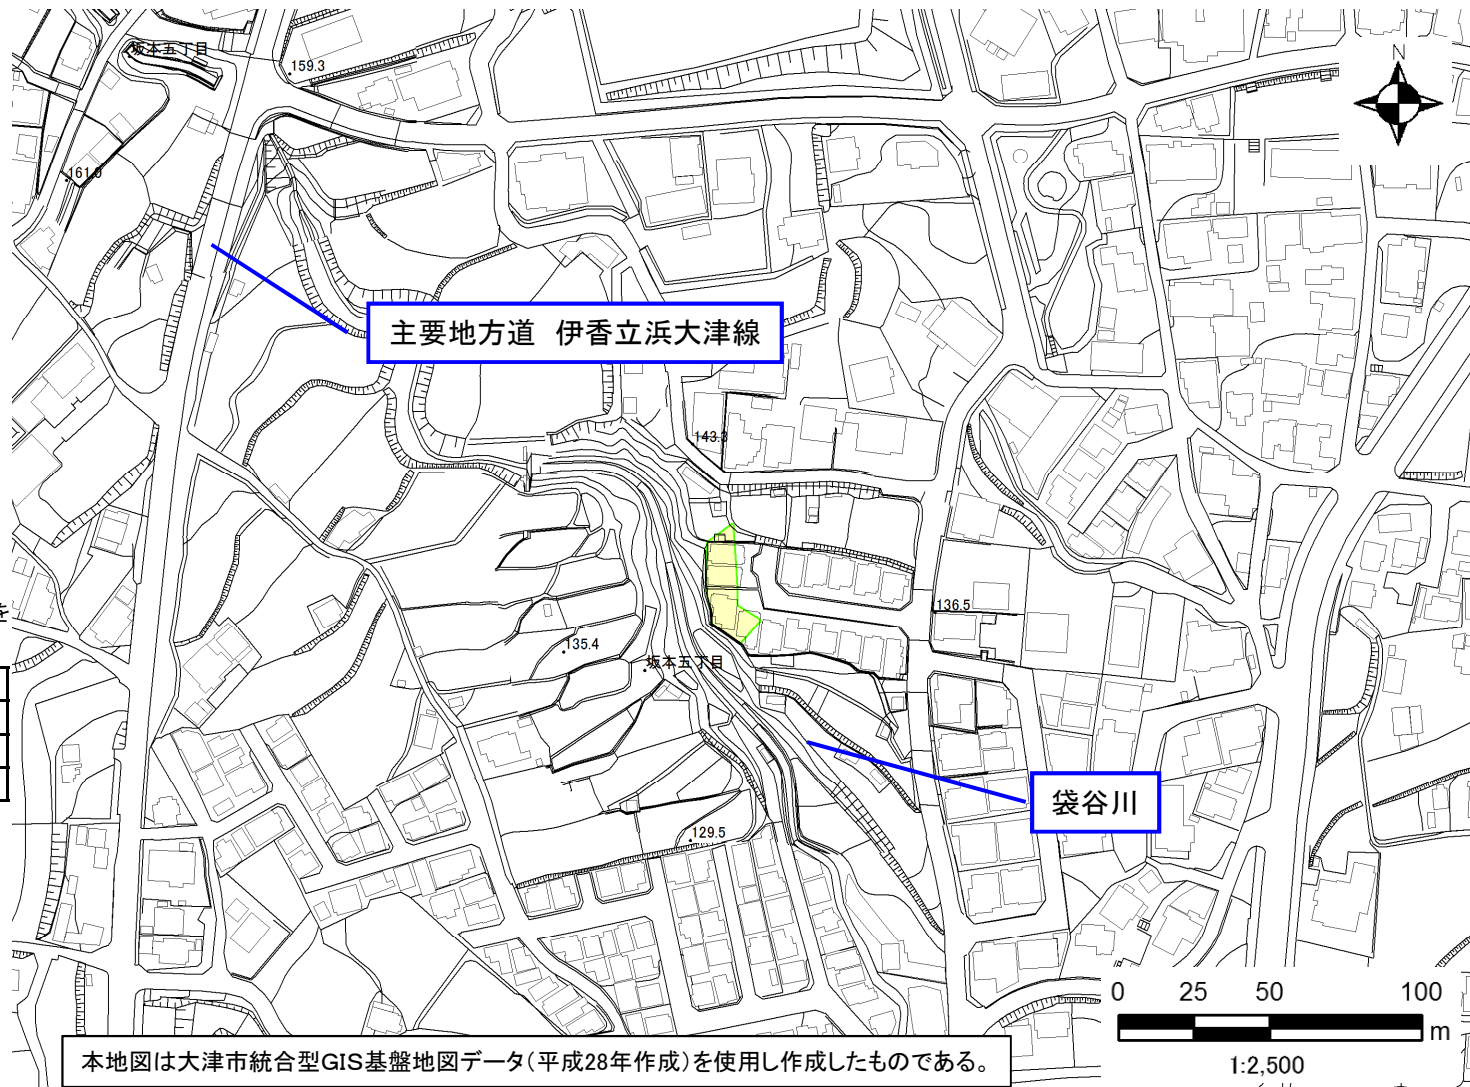 坂本五丁目
159.3
N
161.0
主要地方道　伊香立浜大津線
143.3
136.5
を
135.4
坂本五丁目
袋谷川
129.5
0 25 50 100
m
1:2,500
本地図は大津市統合型GIS基盤地図データ（平成28年作成）を使用し作成したものである。